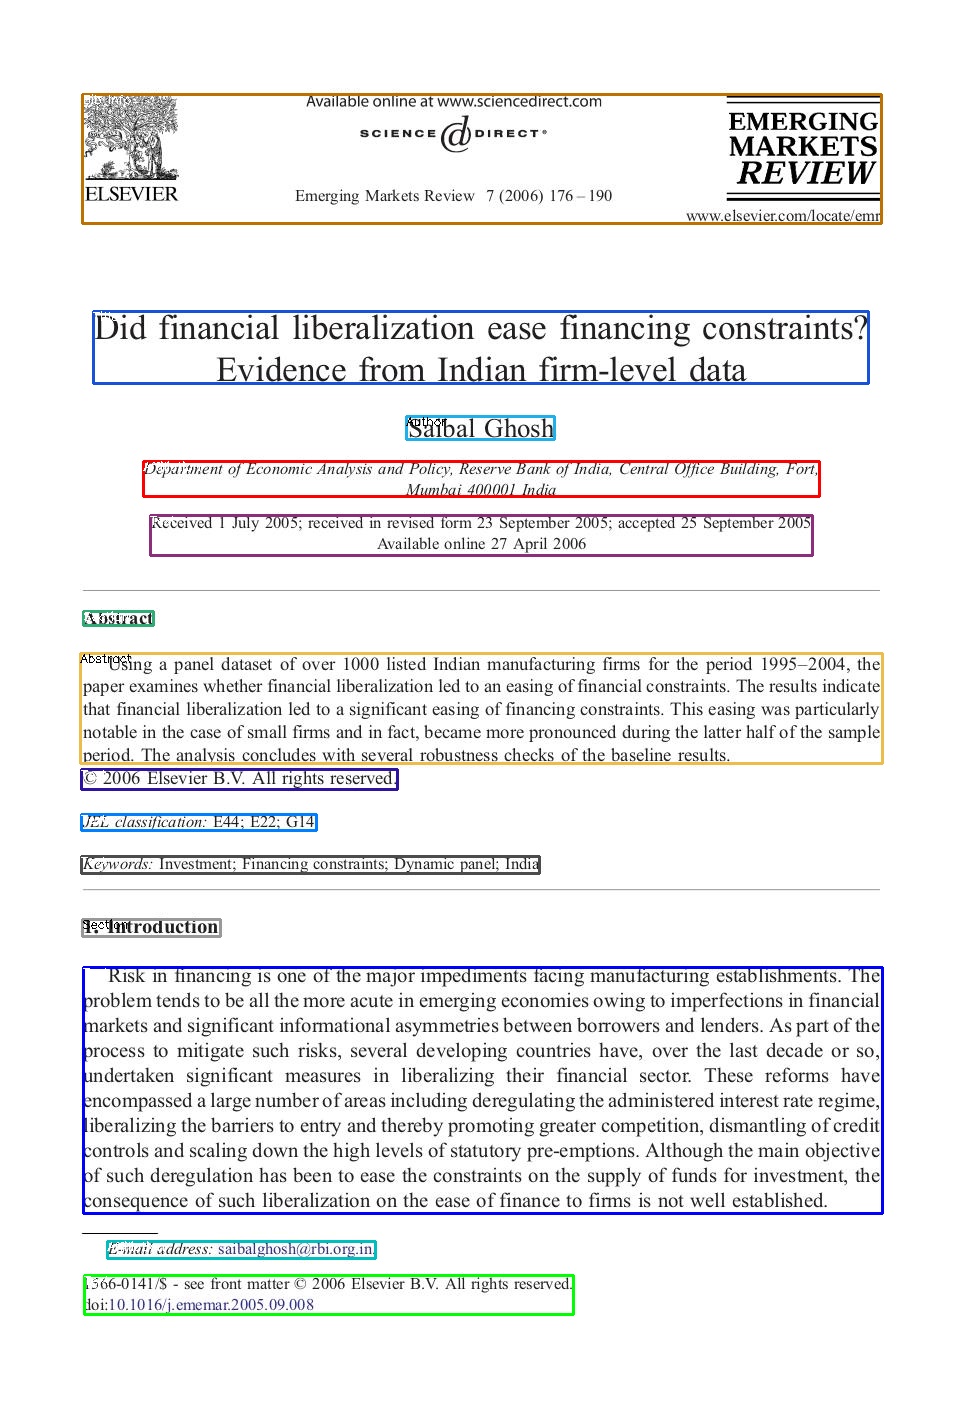 Available online at www.sciencedirect.com
SCIENCE DIRECT®
ELSEVIER
Emerging Markets Review 7 (2006) 176–190
EMERGING
MARKETS
REVIEW
www.elsevier.com/locate/emr
Title
Did financial liberalization ease financing constraints?
Evidence from Indian firm-level data
Author
Saibal Ghosh
Department of Economic Analysis and Policy, Reserve Bank of India, Central Office Building, Fort,
Mumbai 400001 India
Received 1 July 2005; received in revised form 23 September 2005; accepted 25 September 2005
Available online 27 April 2006
Abstract
Abstract
Using a panel dataset of over 1000 listed Indian manufacturing firms for the period 1995–2004, the
paper examines whether financial liberalization led to an easing of financial constraints. The results indicate
that financial liberalization led to a significant easing of financing constraints. This easing was particularly
notable in the case of small firms and in fact, became more pronounced during the latter half of the sample
period. The analysis concludes with several robustness checks of the baseline results.
© 2006 Elsevier B.V. All rights reserved.
JEL classification: E44; E22; G14
Keywords: Investment; Financing constraints; Dynamic panel; India
Section
1. Introduction
Risk in financing is one of the major impediments facing manufacturing establishments. The
problem tends to be all the more acute in emerging economies owing to imperfections in financial
markets and significant informational asymmetries between borrowers and lenders. As part of the
process to mitigate such risks, several developing countries have, over the last decade or so,
undertaken significant measures in liberalizing their financial sector. These reforms have
encompassed a large number of areas including deregulating the administered interest rate regime,
liberalizing the barriers to entry and thereby promoting greater competition, dismantling of credit
controls and scaling down the high levels of statutory pre-emptions. Although the main objective
of such deregulation has been to ease the constraints on the supply of funds for investment, the
consequence of such liberalization on the ease of finance to firms is not well established.
E-mail address: saibalghosh@rbi.org.in.
1566-0141/$ - see front matter © 2006 Elsevier B.V. All rights reserved.
doi:10.1016/j.ememar.2005.09.008